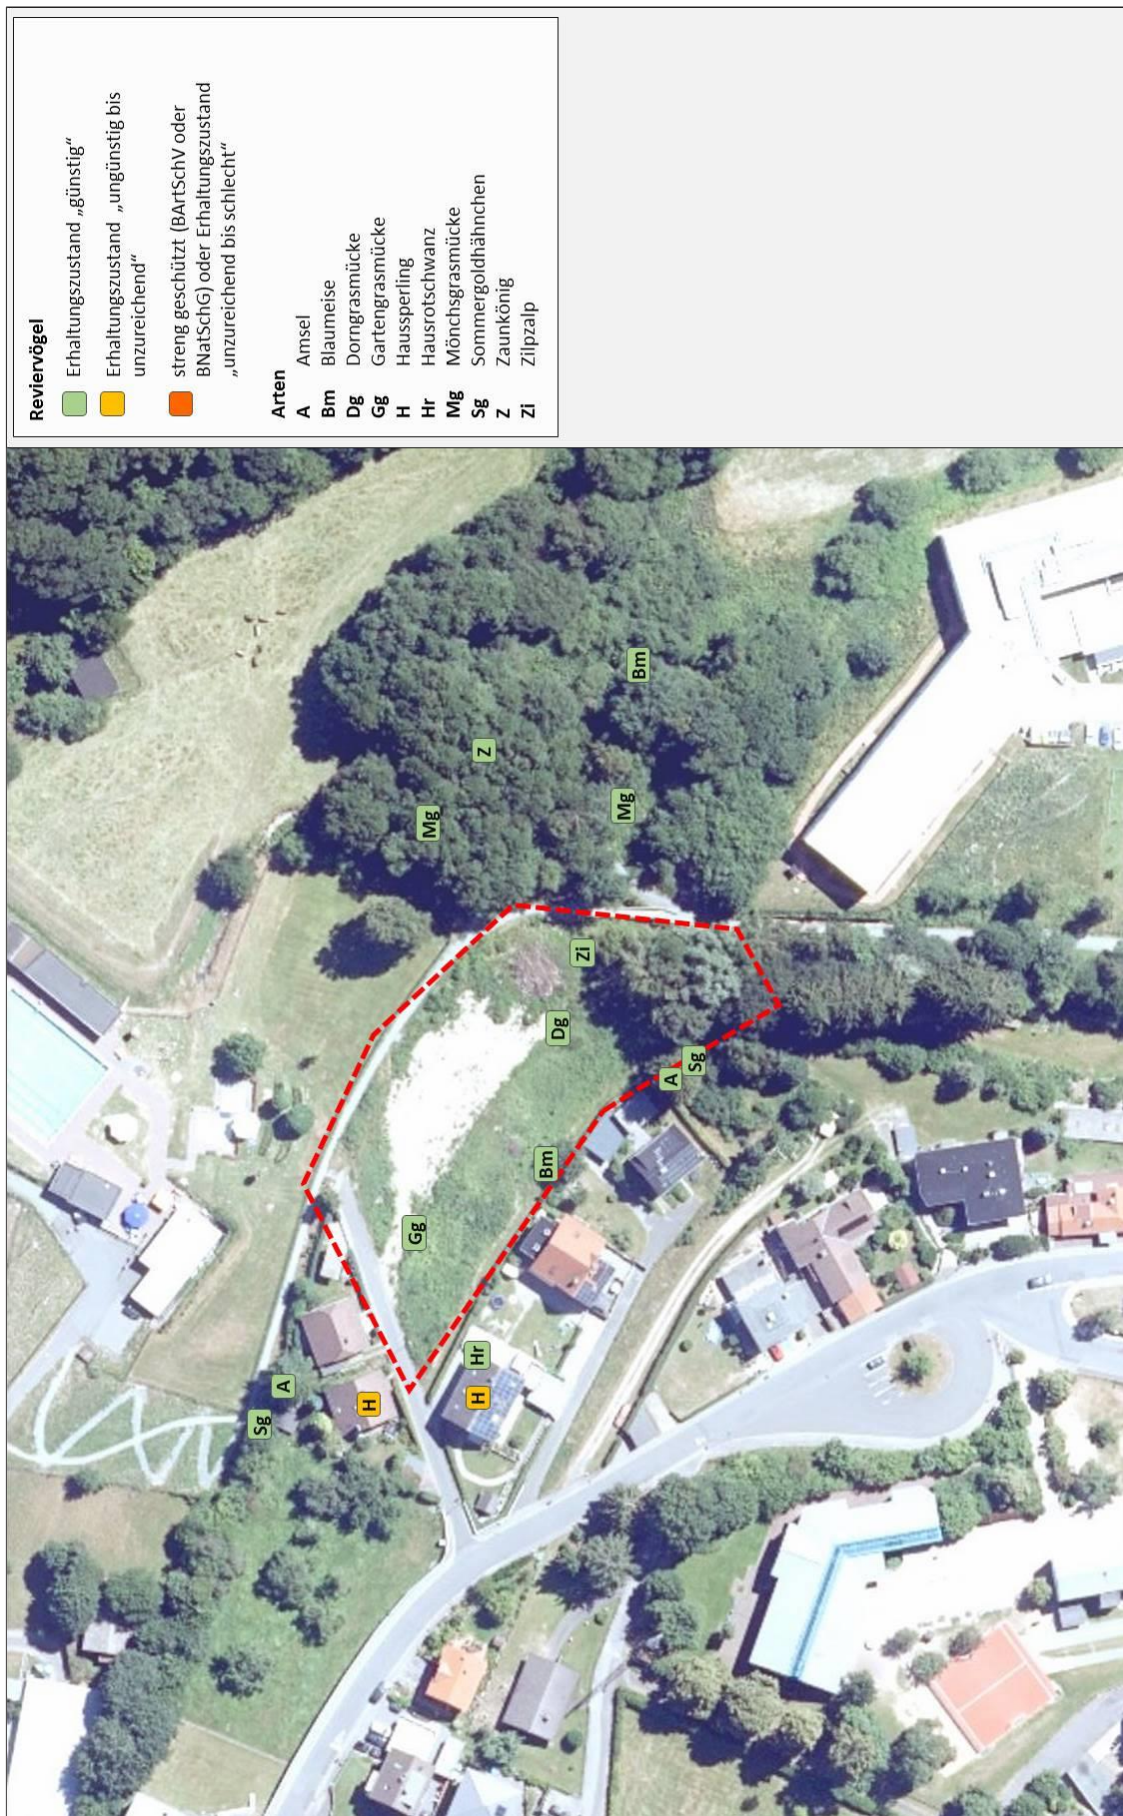 Reviervögel
Erhaltungszustand „günstig“
Erhaltungszustand „ungünstig bis
unzureichend“
streng geschützt (BArtSchV oder
BNatSchG) oder Erhaltungszustand
„unzureichend bis schlecht“
Arten
A Amsel
Bm Blaumeise
Dg Dorngrasmücke
Gg Gartengrasmücke
H Haussperling
Hr Hausrotschwanz
Mg Mönchsgrasmücke
Sg Sommergoldhähnchen
Z Zaunkönig
Zi Zilpzalp
Sg
A
H
H
Hr
Gg
Bm
A
Sg
Dg
Zi
Mg
Mg
Z
Bm